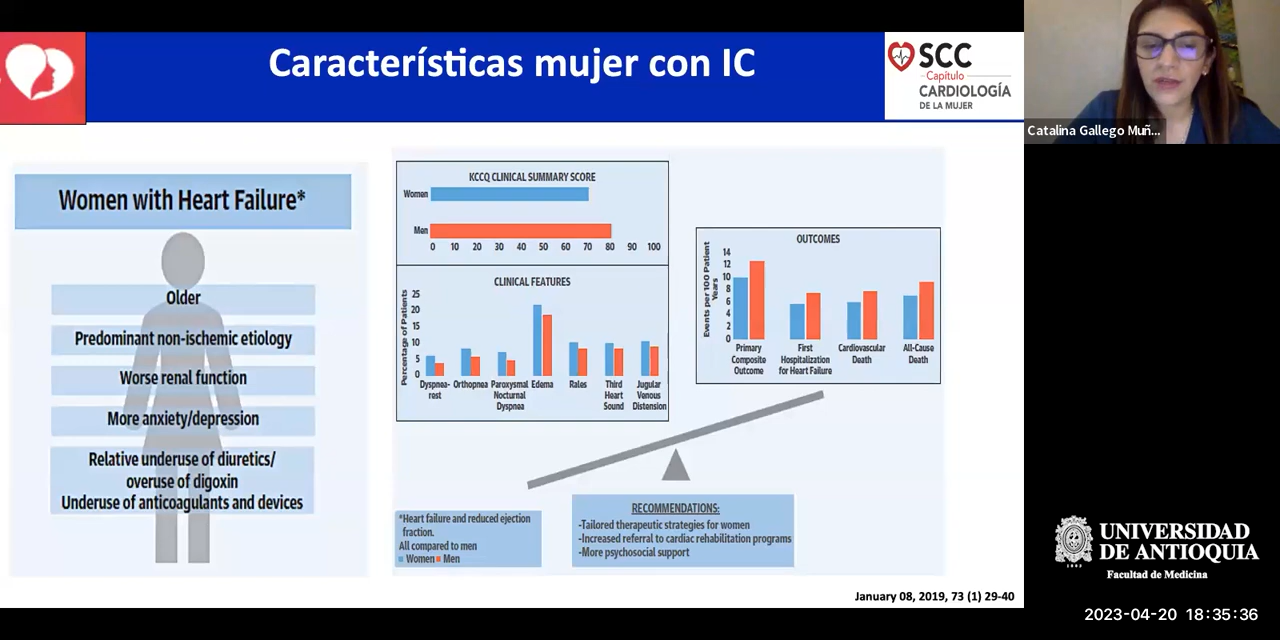 Características mujer con IC
SCC
Capítulo
CARDIOLOGÍA
DE LA MUJER
Catalina Gallego Muñ...
Women with Heart Failure*
Older
Predominant non-ischemic etiology
Worse renal function
More anxiety/depression
Relative underuse of diuretics/
overuse of digoxin
Underuse of anticoagulants and devices
KCCQ CLINICAL SUMMARY SCORE
Women
Men
0 10 20 30 40 50 60 70 80 90 100
CLINICAL FEATURES
Percentage of Patients
25
20
15
10
5
0
Dyspnea-
rest
Orthopnea
Paroxysmal
Nocturnal
Dyspnea
Edema
Rales
Third
Heart
Sound
Jugular
Venous
Distension
OUTCOMES
Events per 100 Patient
Years
14
12
10
8
6
4
2
0
Primary
Composite
Outcome
First
Hospitalization
for Heart Failure
Cardiovascular
Death
All-Cause
Death
*Heart failure and reduced ejection
fraction.
All compared to men
Women Men
RECOMMENDATIONS:
-Tailored therapeutic strategies for women
-Increased referral to cardiac rehabilitation programs
-More psychosocial support
January 08, 2019, 73 (1) 29-40
UNIVERSIDAD
DE ANTIOQUIA
1803
Facultad de Medicina
2023-04-20 18:35:36